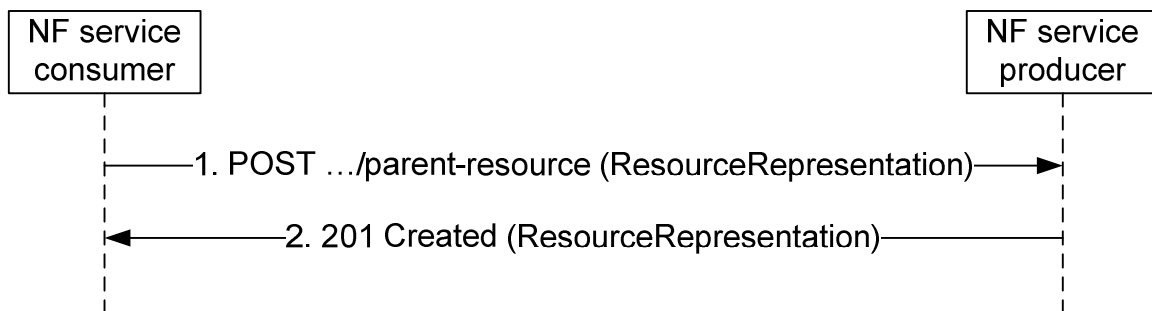 NF service
consumer
NF service
producer
1. POST …/parent-resource (ResourceRepresentation)
2. 201 Created (ResourceRepresentation)